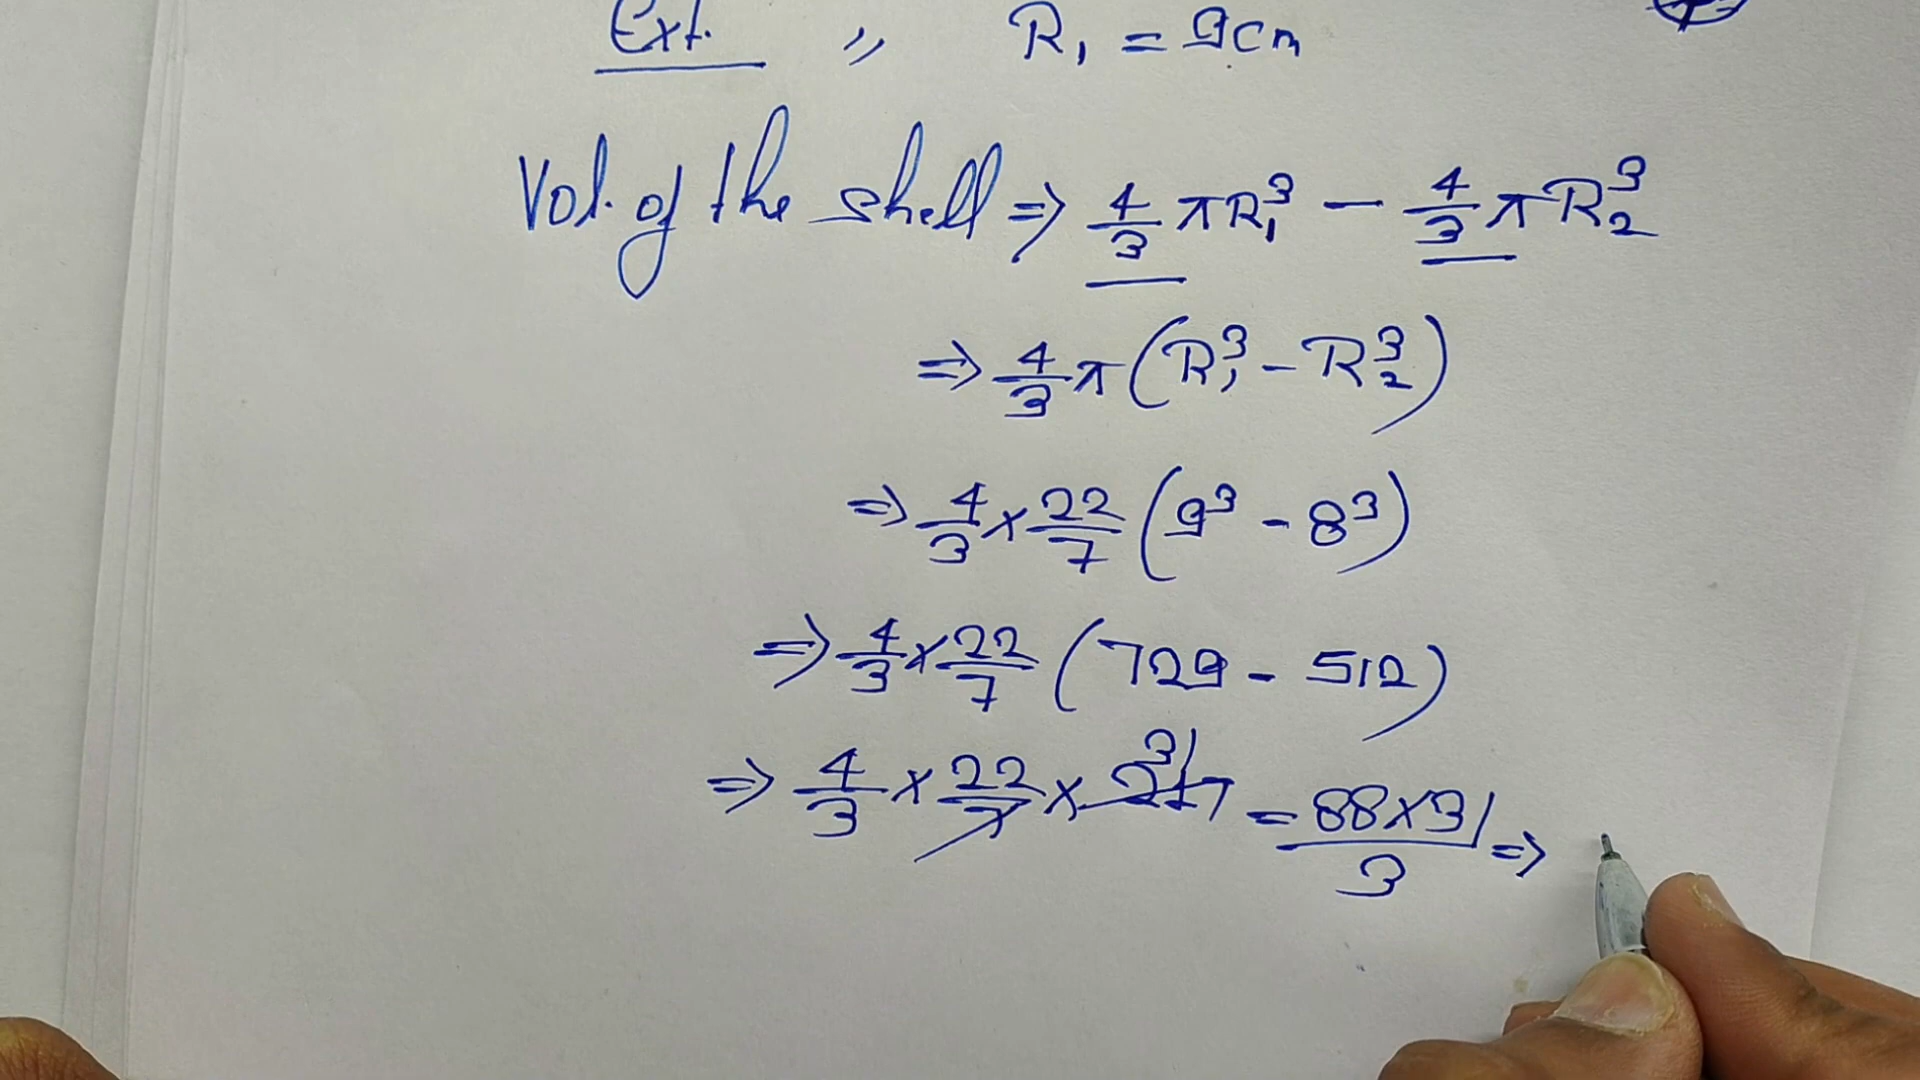 Ext. " R₁ = 9cm
Vol. of the shell ⇒ 4/3 πR₁³ − 4/3 πR₂³
⇒ 4/3 π (R₁³ − R₂³)
⇒ 4/3 × 22/7 (9³ − 8³)
⇒ 4/3 × 22/7 (729 − 512)
⇒ 4/3 × 22/7 × 217 31 = 88×31/3 ⇒